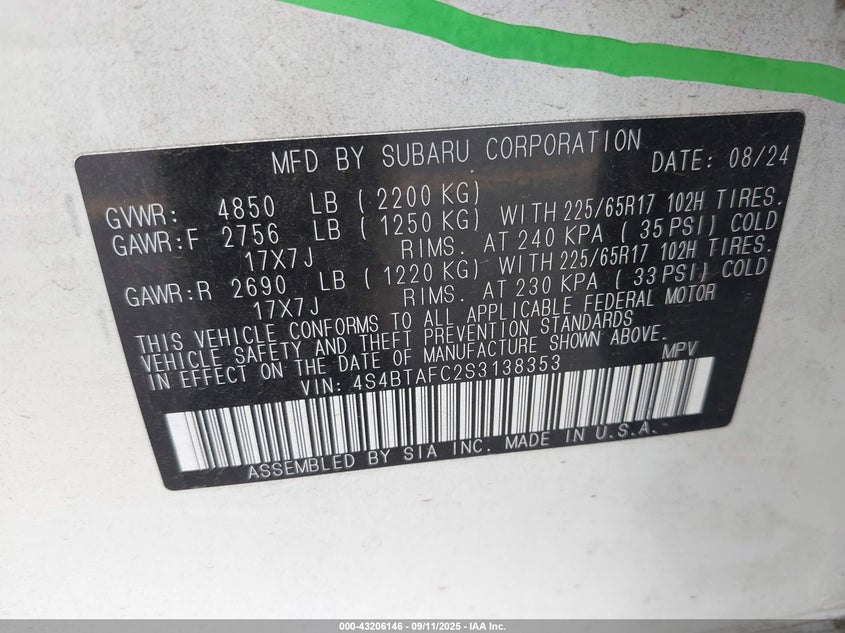 MFD BY SUBARU CORPORATION DATE: 08/24
GVWR: 4850 LB ( 2200 KG)
GAWR:F 2756 LB ( 1250 KG) WITH 225/65R17 102H TIRES.
17X7J RIMS. AT 240 KPA ( 35 PSI) COLD
GAWR:R 2690 LB ( 1220 KG) WITH 225/65R17 102H TIRES.
17X7J RIMS. AT 230 KPA ( 33 PSI) COLD
THIS VEHICLE CONFORMS TO ALL APPLICABLE FEDERAL MOTOR
VEHICLE SAFETY AND THEFT PREVENTION STANDARDS
IN EFFECT ON DATE OF MANUFACTURE SHOWN ABOVE.
VIN: 4S4BTAFC2S3138353 MPV
ASSEMBLED BY SIA INC. MADE IN U.S.A.
000-43206146 - 09/11/2025 - IAA Inc.